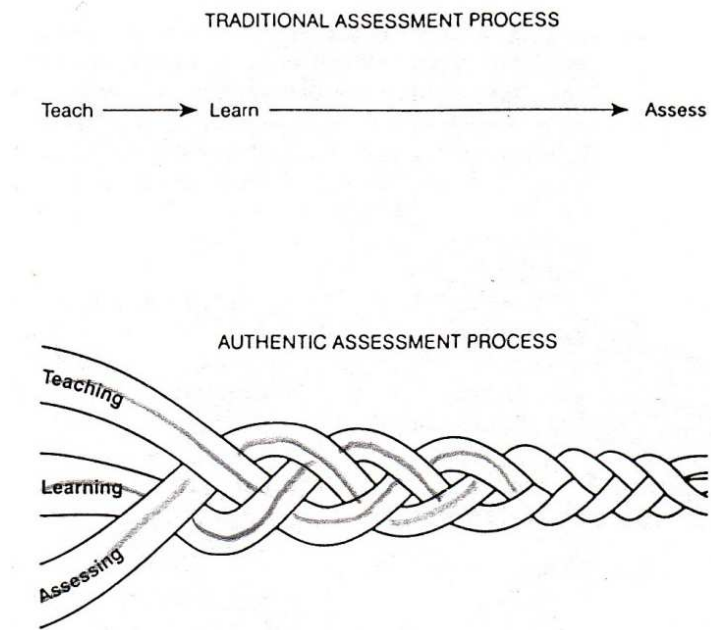 TRADITIONAL ASSESSMENT PROCESS
Teach Learn Assess
AUTHENTIC ASSESSMENT PROCESS
Teaching
Learning
Assessing